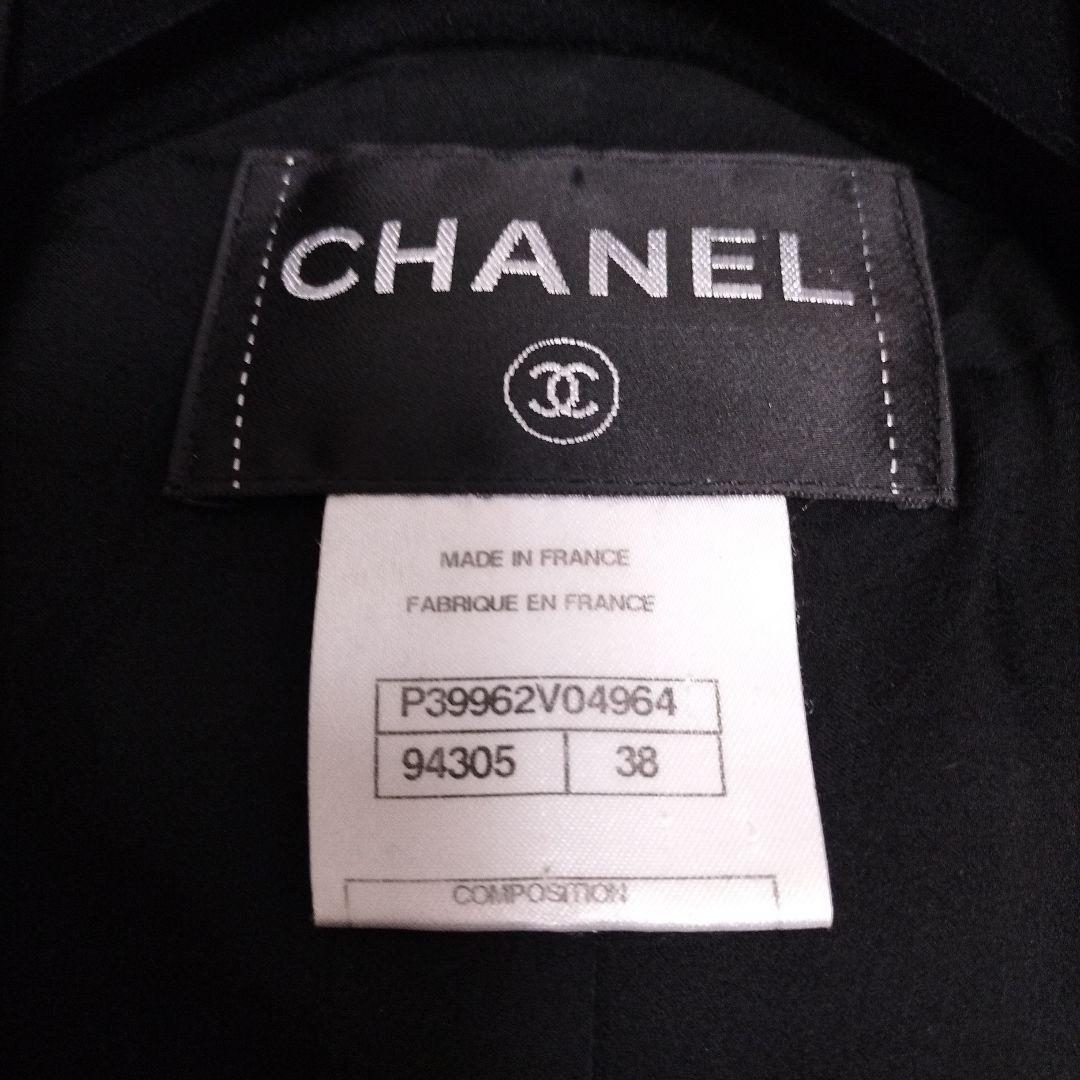 CHANEL
MADE IN FRANCE
FABRIQUE EN FRANCE
P39962V04964
94305 38
COMPOSITION